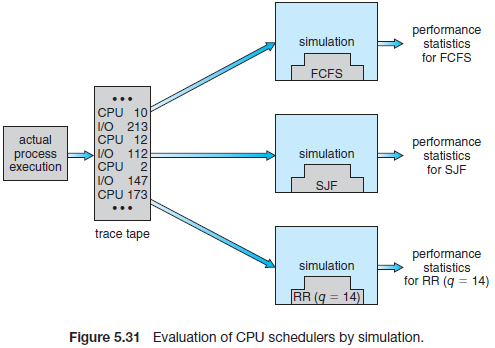 actual
process
execution
• • •
CPU 10
I/O 213
CPU 12
I/O 112
CPU 2
I/O 147
CPU 173
• • •
trace tape
simulation
FCFS
performance
statistics
for FCFS
simulation
SJF
performance
statistics
for SJF
simulation
RR (q = 14)
performance
statistics
for RR (q = 14)
Figure 5.31 Evaluation of CPU schedulers by simulation.